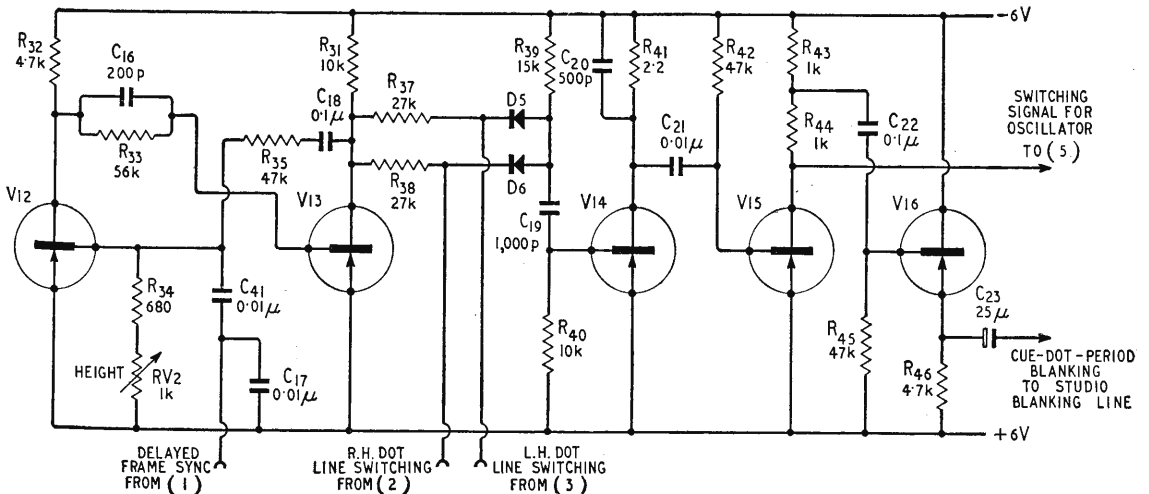 −6V
R32
4.7k
C16
200 p
R33
56k
R31
10k
C18
0.1µ
R35
47k
R37
27k
R38
27k
D5
D6
R39
15k
C20
500p
R41
2.2
C19
1,000 p
C21
0.01µ
R42
47k
R43
1k
R44
1k
C22
0.1µ
SWITCHING
SIGNAL FOR
OSCILLATOR
TO (5)
V12
V13
V14
V15
V16
R34
680
C41
0.01µ
HEIGHT
RV2
1k
C17
0.01µ
R40
10k
R45
47k
C23
25 µ
R46
4.7k
CUE-DOT-PERIOD
BLANKING
TO STUDIO
BLANKING LINE
+6V
DELAYED
FRAME SYNC
FROM (1)
R.H. DOT
LINE SWITCHING
FROM (2)
L.H. DOT
LINE SWITCHING
FROM (3)